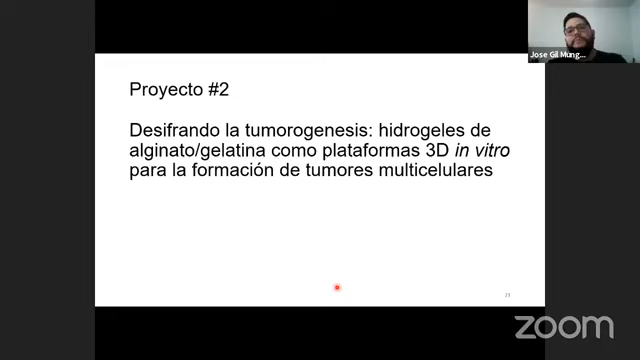 Jose Gil Mung...
Proyecto #2
Desifrando la tumorogenesis: hidrogeles de
alginato/gelatina como plataformas 3D in vitro
para la formación de tumores multicelulares
zoom